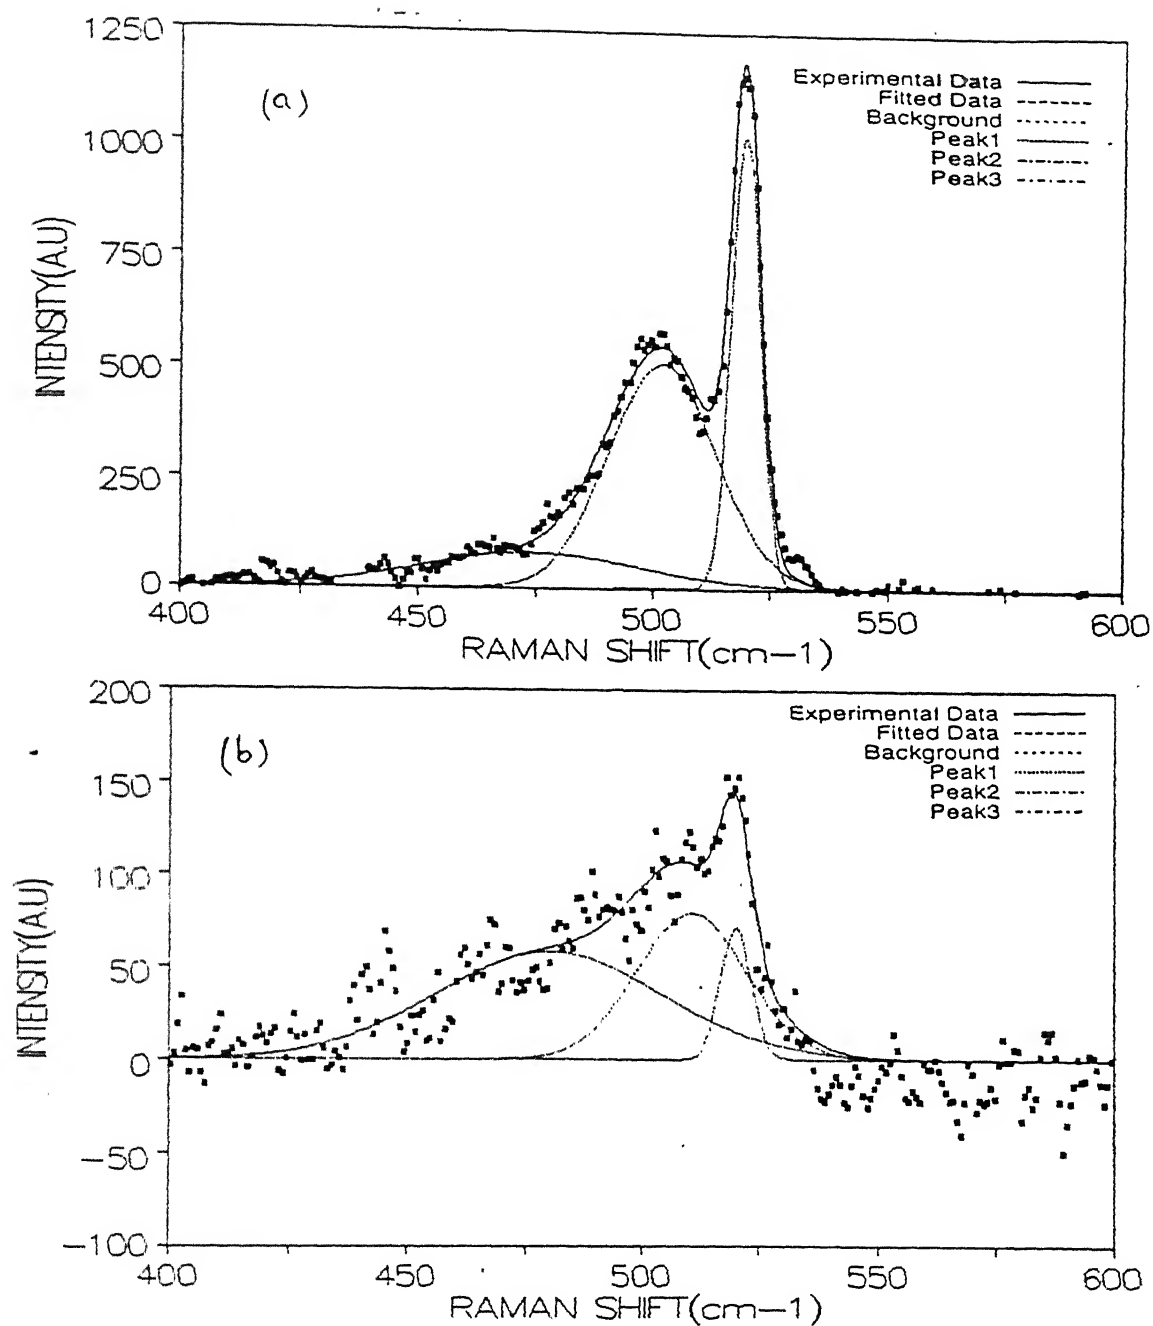 1250
(a)
Experimental Data
Fitted Data
Background
Peak1
Peak2
Peak3
1000
750
500
250
0
INTENSITY(A.U)
400 450 500 550 600
RAMAN SHIFT(cm-1)
200
(b)
Experimental Data
Fitted Data
Background
Peak1
Peak2
Peak3
150
100
50
0
-50
-100
INTENSITY(A.U)
400 450 500 550 600
RAMAN SHIFT(cm-1)